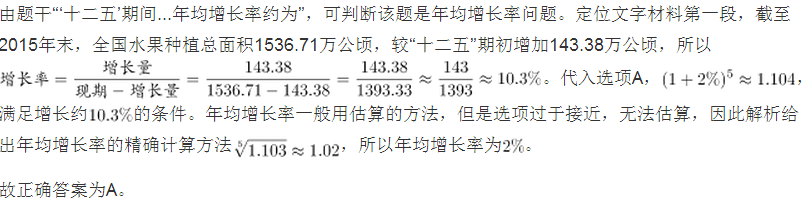 由题干“‘十二五’期间...年均增长率约为”，可判断该题是年均增长率问题。定位文字材料第一段，截至
2015年末，全国水果种植总面积1536.71万公顷，较“十二五”期初增加143.38万公顷，所以
增长率 = 增长量/(现期 − 增长量) = 143.38/(1536.71 − 143.38) = 143.38/1393.33 ≈ 143/1393 ≈ 10.3%。代入选项A，(1 + 2%)^5 ≈ 1.104，
满足增长约10.3%的条件。年均增长率一般用估算的方法，但是选项过于接近，无法估算，因此解析给
出年均增长率的精确计算方法⁵√1.103 ≈ 1.02，所以年均增长率为2%。
故正确答案为A。